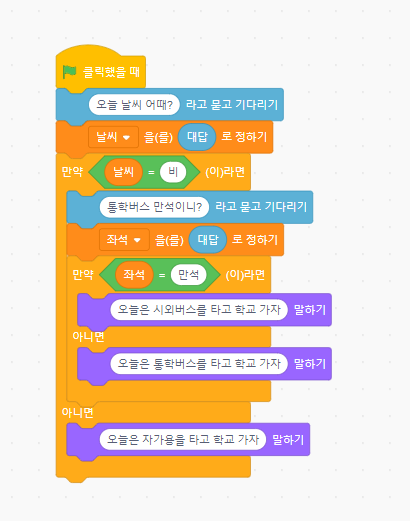 클릭했을 때
오늘 날씨 어때? 라고 묻고 기다리기
날씨 을(를) 대답 로 정하기
만약 날씨 = 비 (이)라면
통학버스 만석이니? 라고 묻고 기다리기
좌석 을(를) 대답 로 정하기
만약 좌석 = 만석 (이)라면
오늘은 시외버스를 타고 학교 가자 말하기
아니면
오늘은 통학버스를 타고 학교 가자 말하기
아니면
오늘은 자가용을 타고 학교 가자 말하기